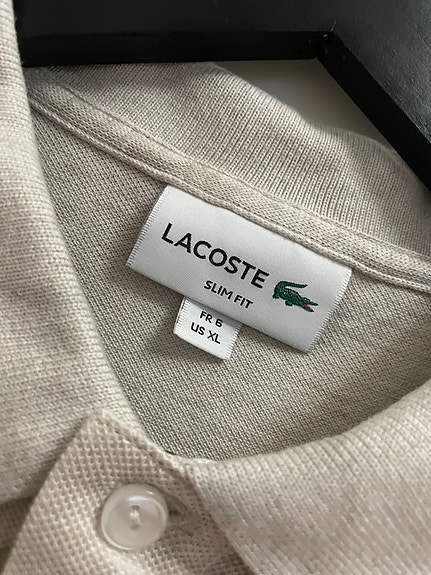 LACOSTE
SLIM FIT
FR 6
US XL